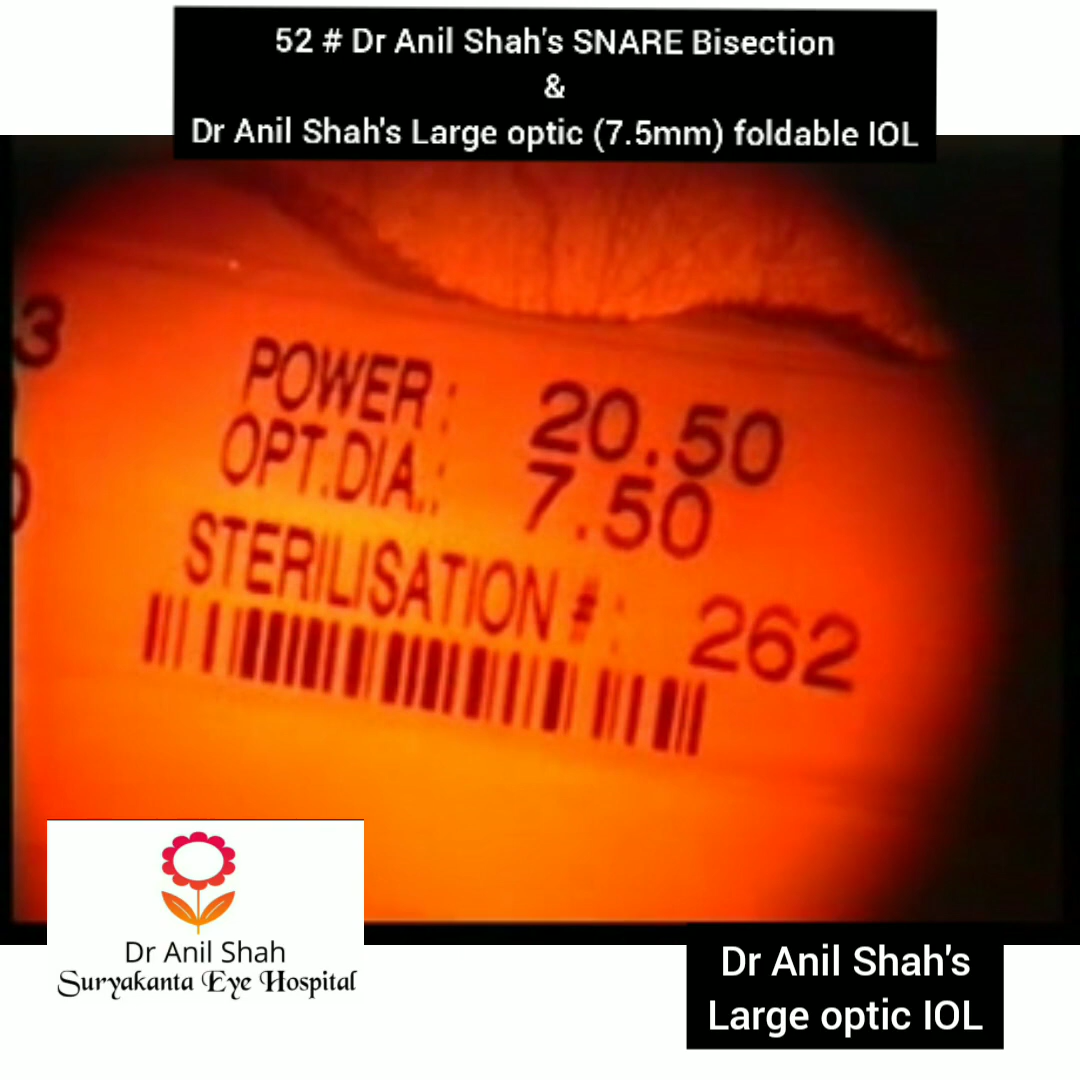 52 # Dr Anil Shah's SNARE Bisection
&
Dr Anil Shah's Large optic (7.5mm) foldable IOL
3
POWER: 20.50
OPT.DIA.: 7.50
STERILISATION #: 262
Dr Anil Shah
Suryakanta Eye Hospital
Dr Anil Shah's
Large optic IOL